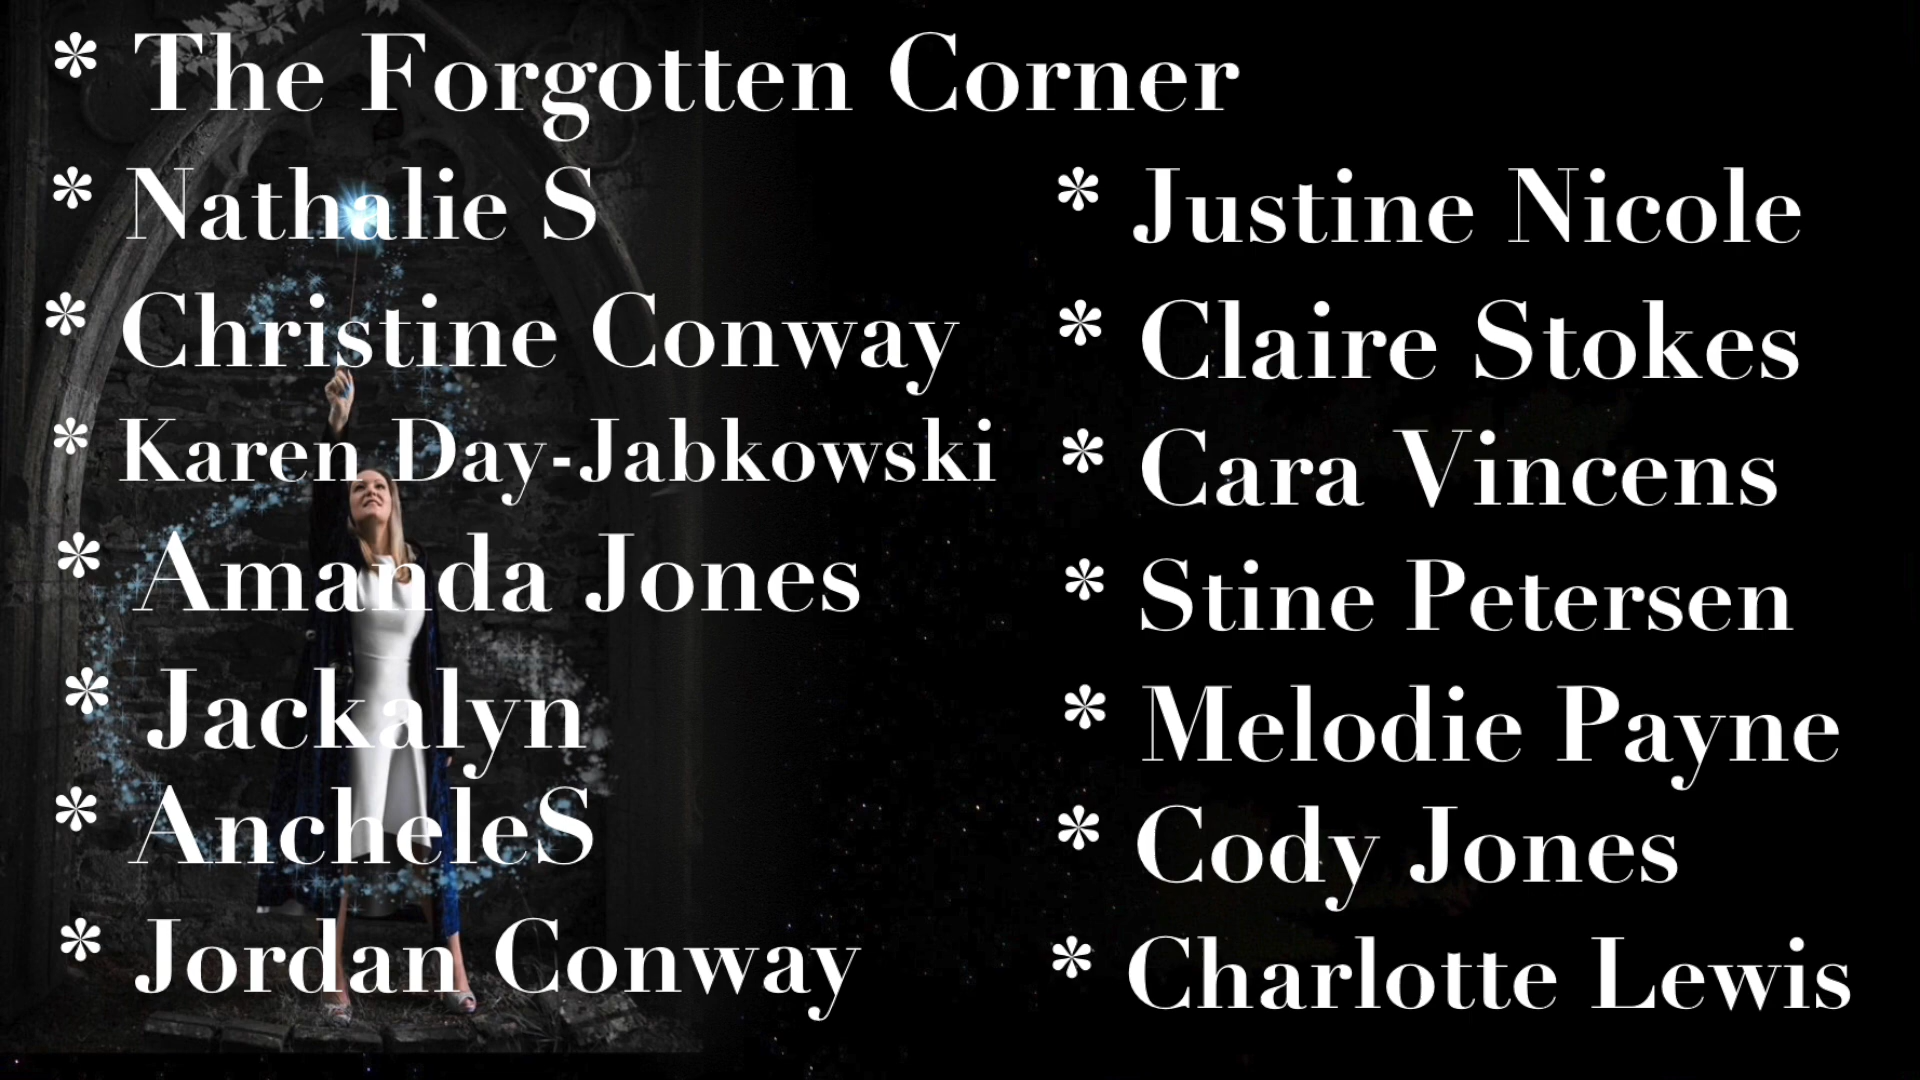 * The Forgotten Corner
* Nathalie S
* Christine Conway
* Karen Day-Jabkowski
* Amanda Jones
* Jackalyn
* AncheleS
* Jordan Conway
* Justine Nicole
* Claire Stokes
* Cara Vincens
* Stine Petersen
* Melodie Payne
* Cody Jones
* Charlotte Lewis